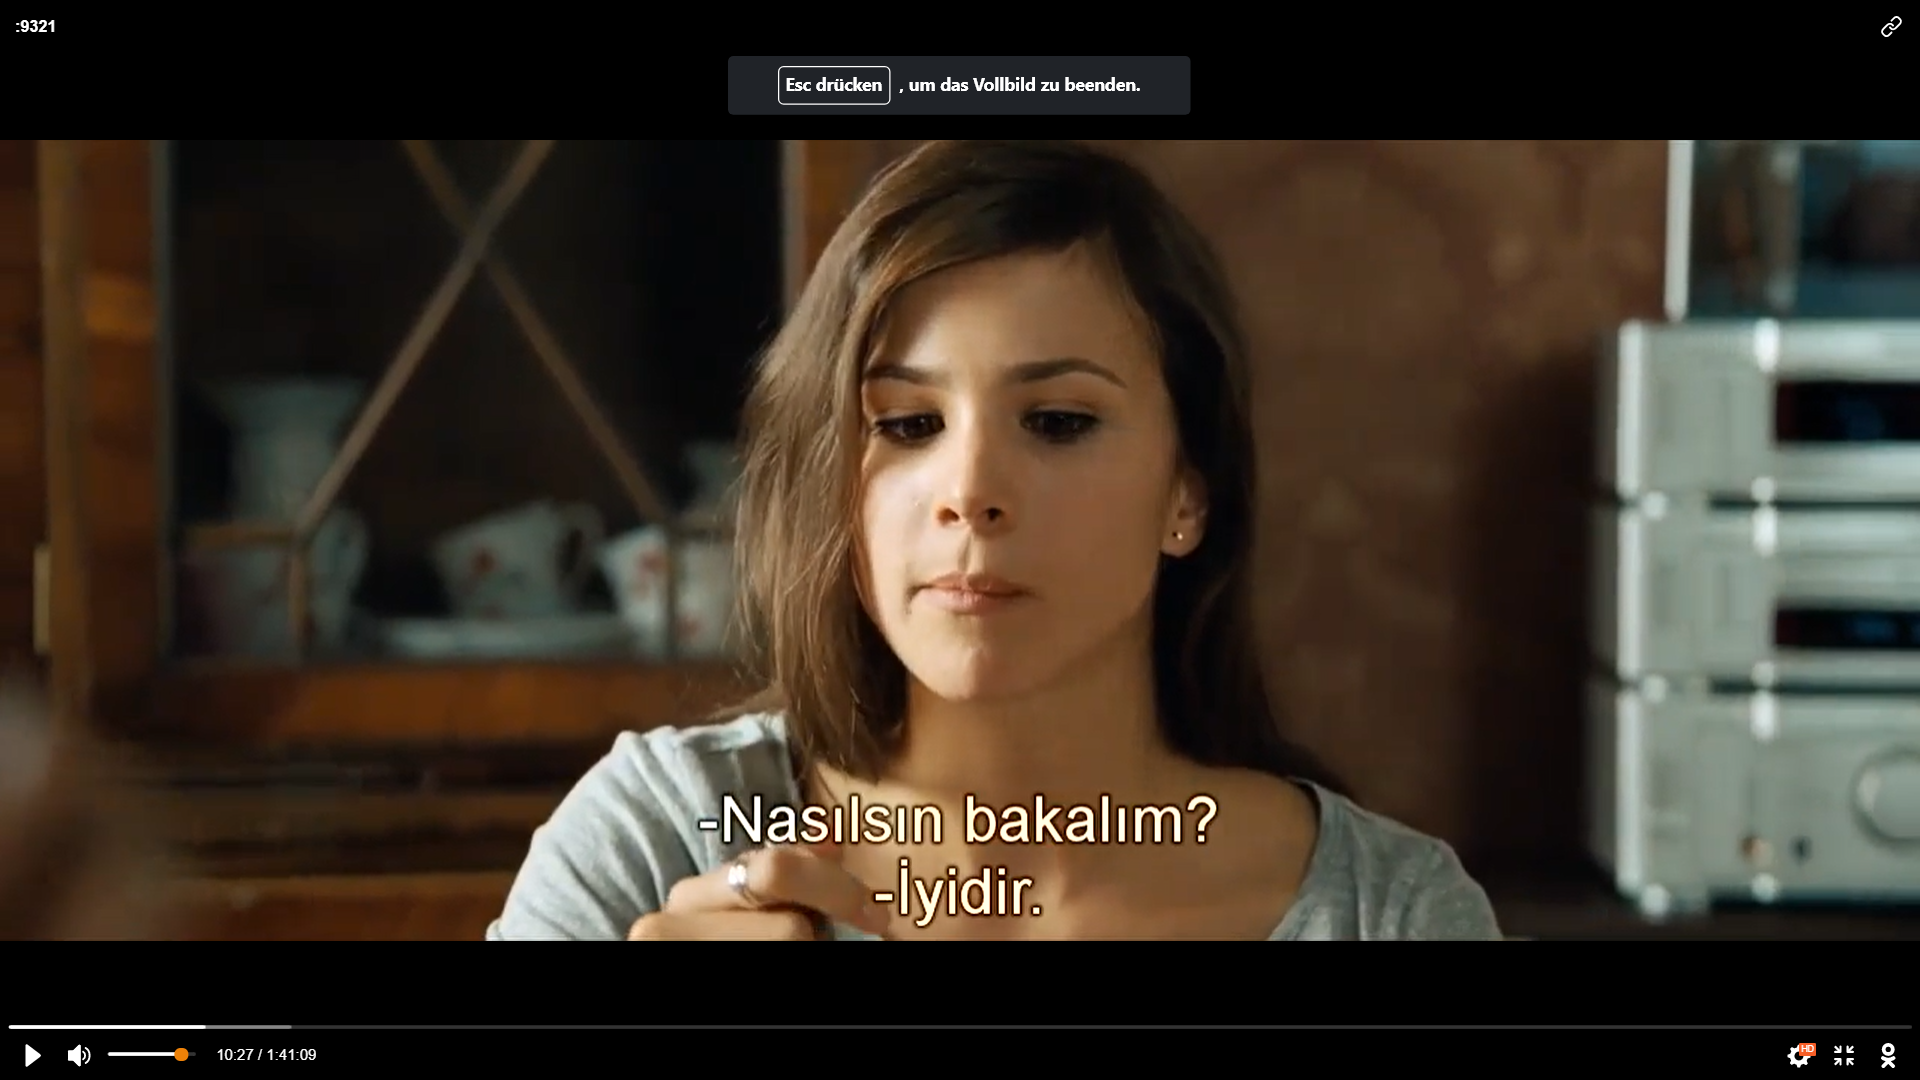 :9321
Esc drücken , um das Vollbild zu beenden.
-Nasılsın bakalım?
-İyidir.
10:27 / 1:41:09
HD